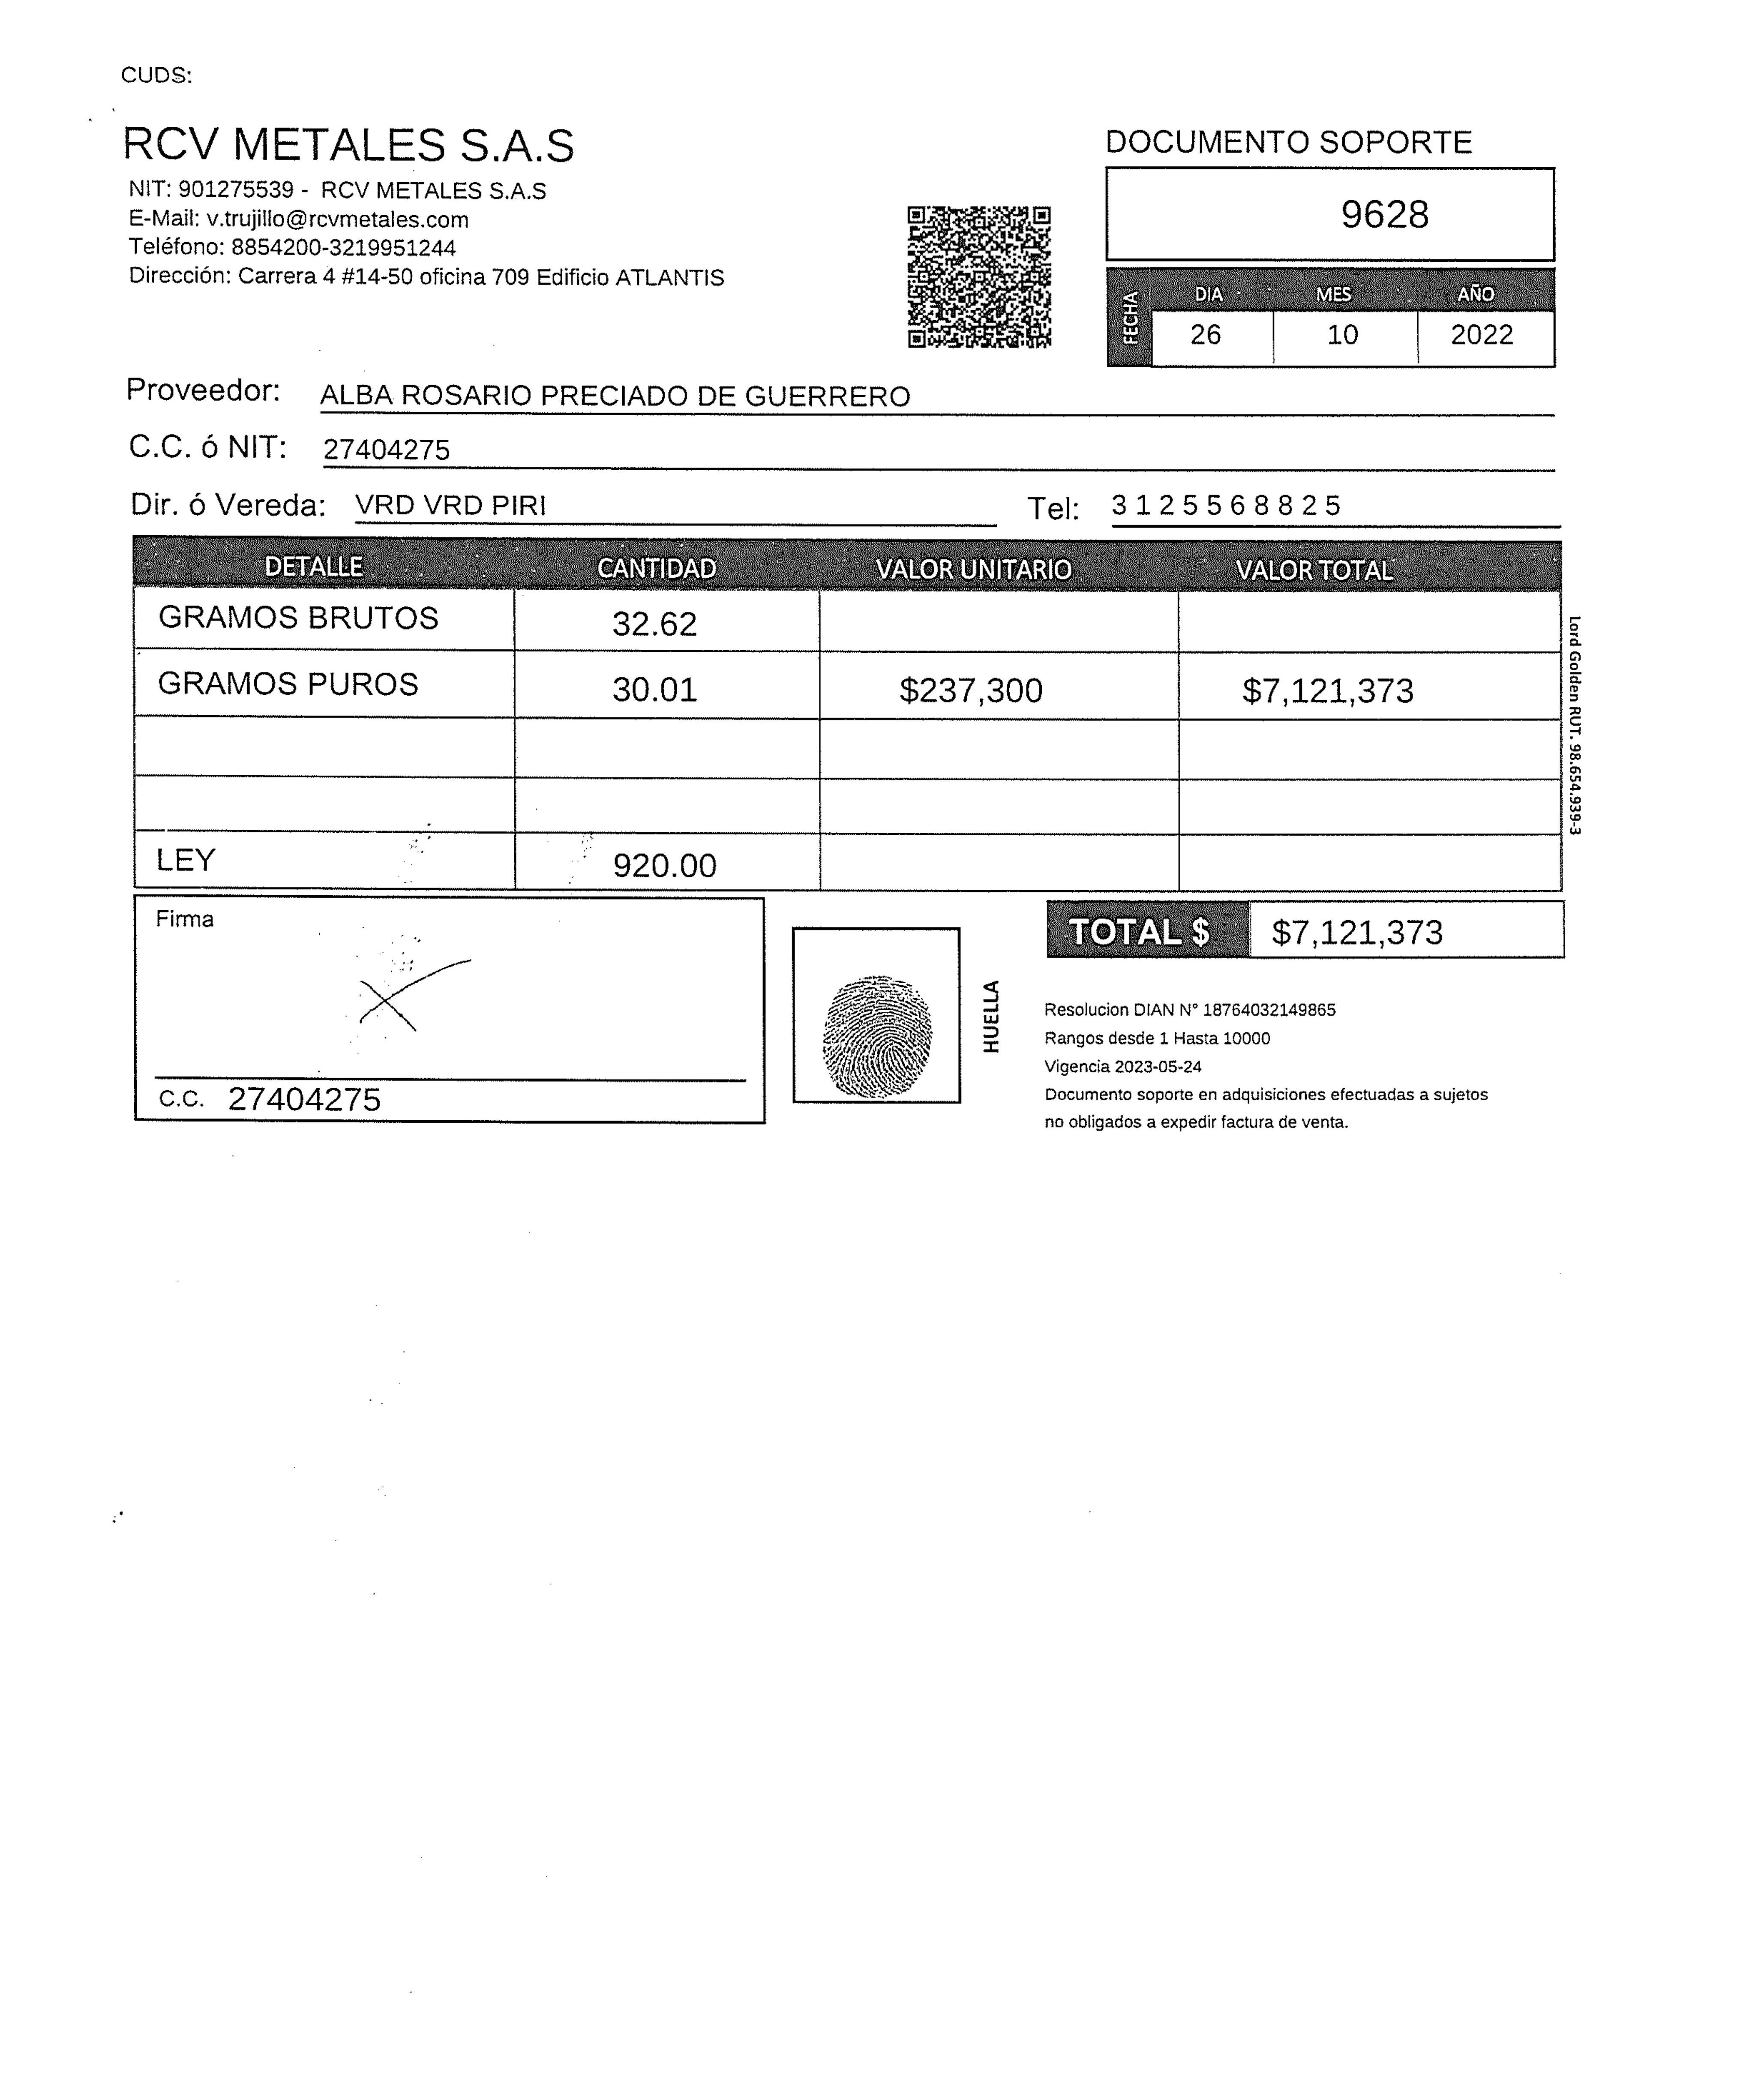 CUDS:
RCV METALES S.A.S
NIT: 901275539 - RCV METALES S.A.S
E-Mail: v.trujillo@rcvmetales.com
Teléfono: 8854200-3219951244
Dirección: Carrera 4 #14-50 oficina 709 Edificio ATLANTIS
DOCUMENTO SOPORTE
9628
FECHA
DIA MES AÑO
26 10 2022
Proveedor: ALBA ROSARIO PRECIADO DE GUERRERO
C.C. ó NIT: 27404275
Dir. ó Vereda: VRD VRD PIRI Tel: 3125568825
DETALLE CANTIDAD VALOR UNITARIO VALOR TOTAL
GRAMOS BRUTOS 32.62
GRAMOS PUROS 30.01 $237,300 $7,121,373
LEY 920.00
Lord Golden RUT. 98.654.939-3
Firma
C.C. 27404275
HUELLA
TOTAL $ $7,121,373
Resolucion DIAN N° 18764032149865
Rangos desde 1 Hasta 10000
Vigencia 2023-05-24
Documento soporte en adquisiciones efectuadas a sujetos
no obligados a expedir factura de venta.